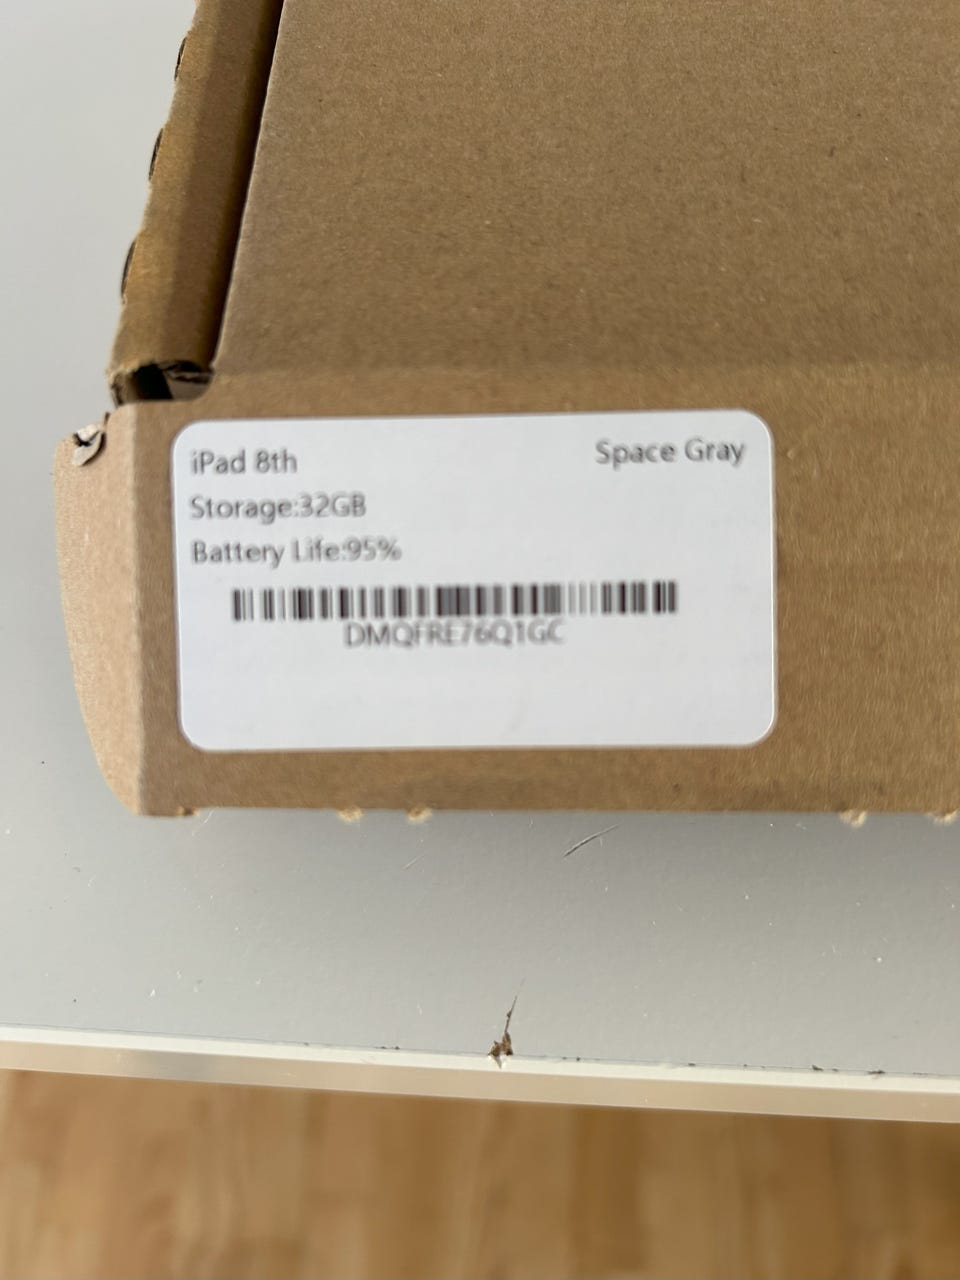 iPad 8th Space Gray
Storage:32GB
Battery Life:95%
DMQFRE76Q1GC